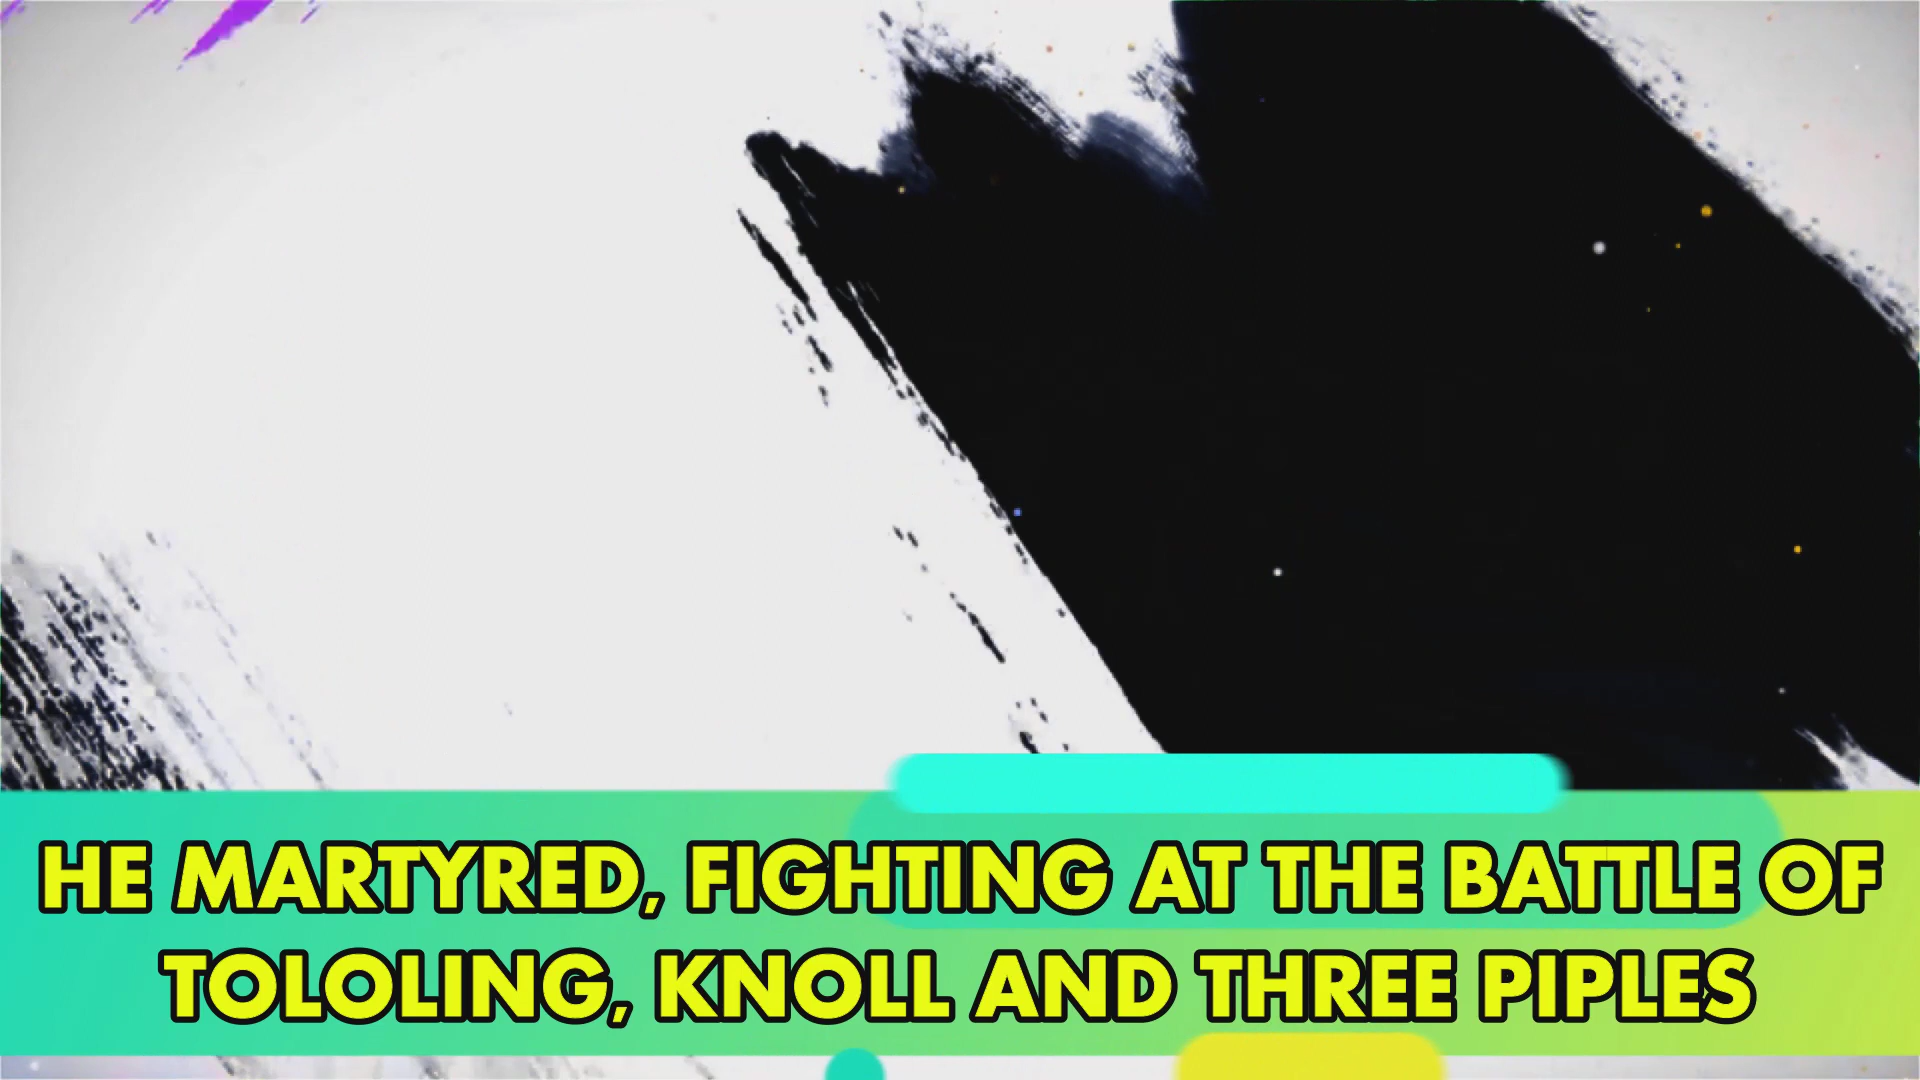 HE MARTYRED, FIGHTING AT THE BATTLE OF
TOLOLING, KNOLL AND THREE PIPLES